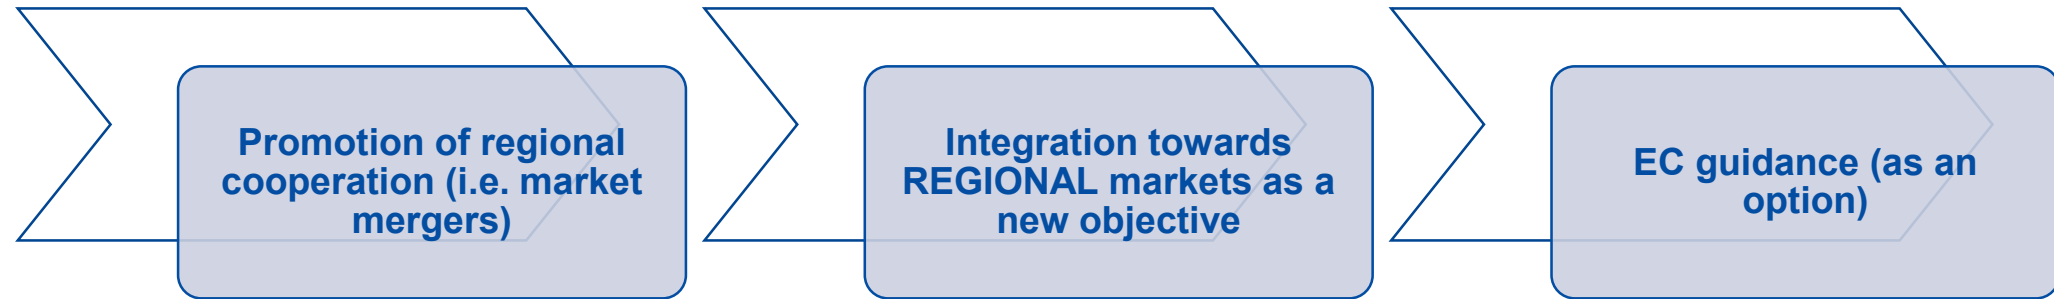 Promotion of regional
cooperation (i.e. market
mergers)
Integration towards
REGIONAL markets as a
new objective
EC guidance (as an
option)